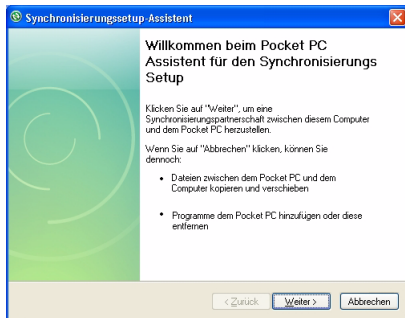 Synchronisierungssetup-Assistent
Willkommen beim Pocket PC
Assistent für den Synchronisierungs
Setup
Klicken Sie auf "Weiter", um eine
Synchronisierungspartnerschaft zwischen diesem Computer
und dem Pocket PC herzustellen.
Wenn Sie auf "Abbrechen" klicken, können Sie
dennoch:
• Dateien zwischen dem Pocket PC und dem
Computer kopieren und verschieben
• Programme dem Pocket PC hinzufügen oder diese
entfernen
< Zurück Weiter > Abbrechen